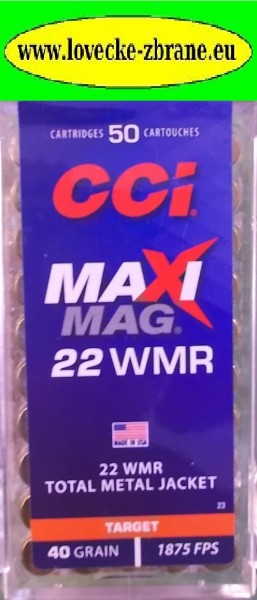 www.lovecke-zbrane.eu
CARTRIDGES 50 CARTOUCHES
CCI
MAXI
MAG®
22 WMR
MADE IN USA
22 WMR
TOTAL METAL JACKET
23
TARGET
40 GRAIN | 1875 FPS